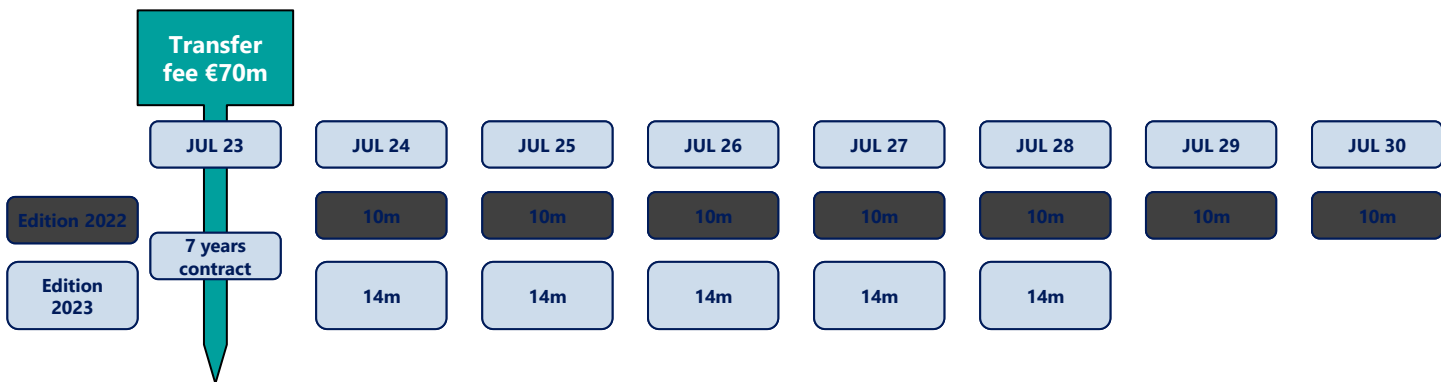 Transfer
fee €70m
JUL 23
JUL 24
JUL 25
JUL 26
JUL 27
JUL 28
JUL 29
JUL 30
Edition 2022
10m
10m
10m
10m
10m
10m
10m
7 years
contract
Edition
2023
14m
14m
14m
14m
14m